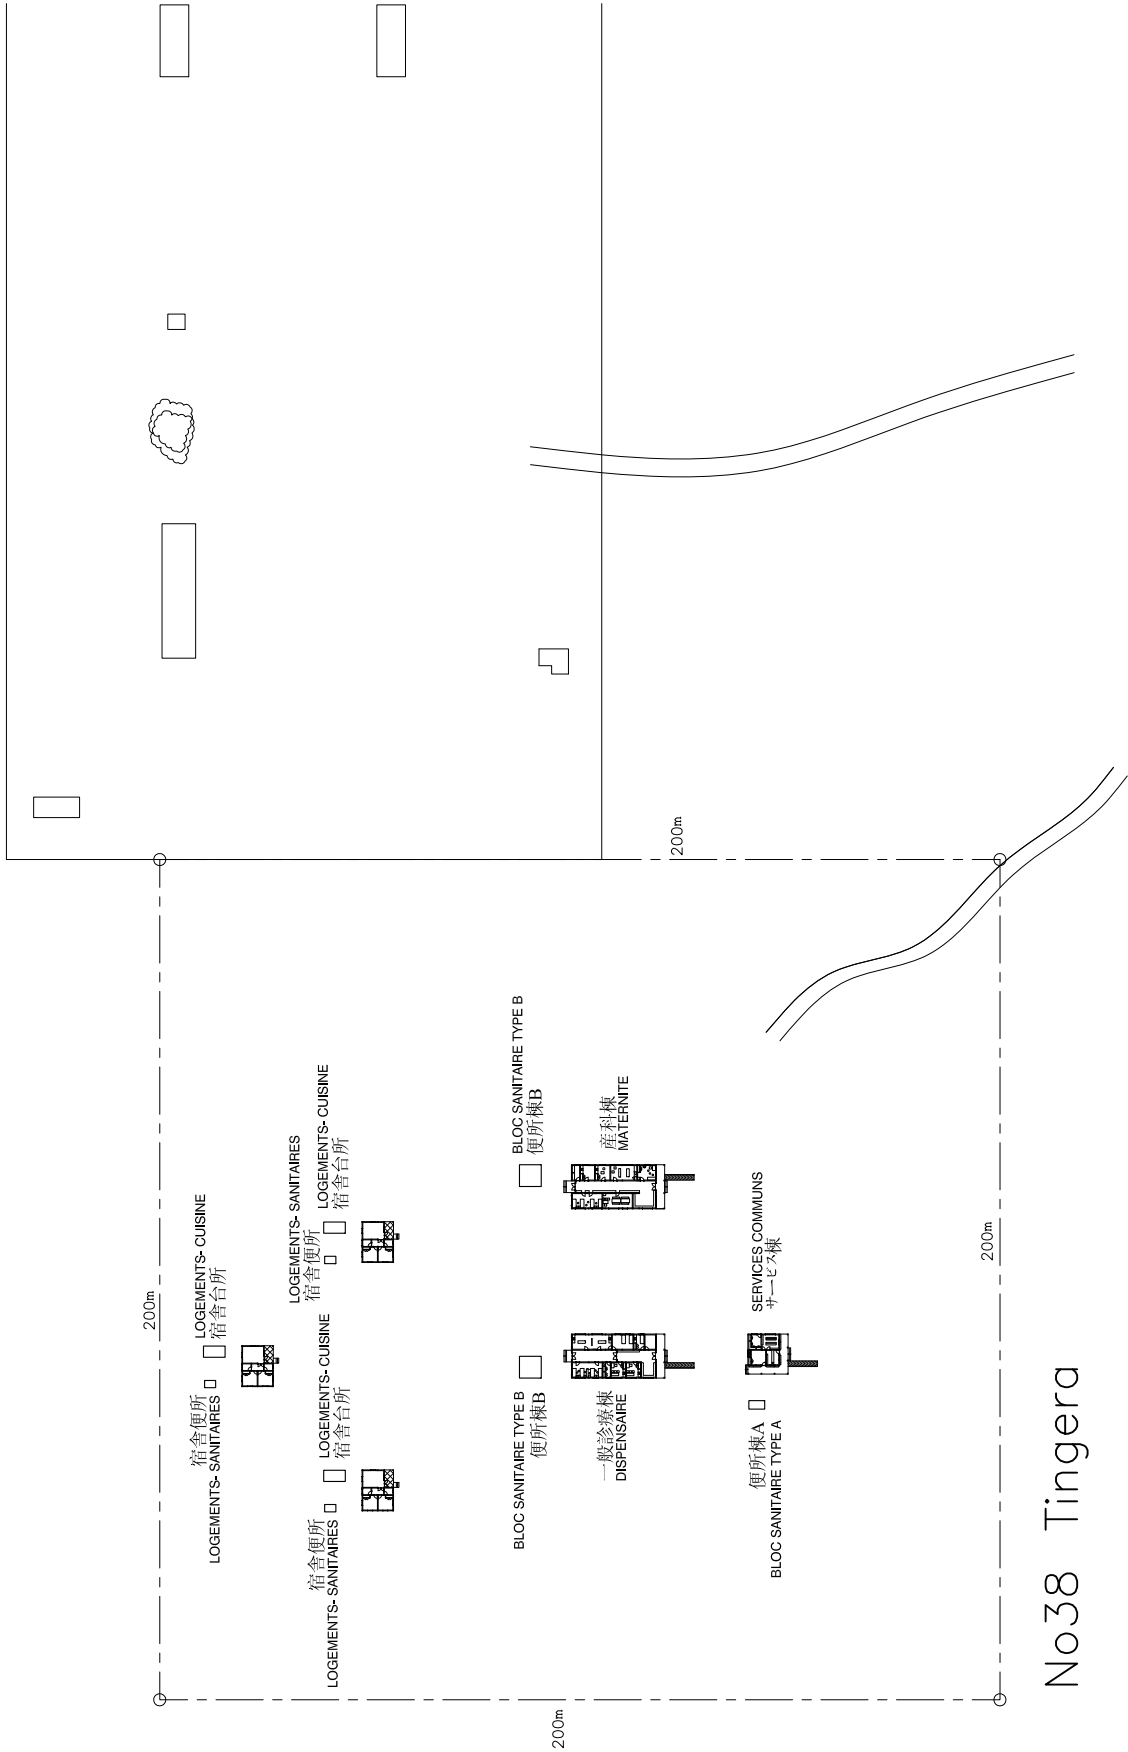 200m
LOGEMENTS- CUISINE
宿舎台所
宿舎便所
LOGEMENTS- SANITAIRES
LOGEMENTS- SANITAIRES
宿舎便所
LOGEMENTS- CUISINE
宿舎台所
LOGEMENTS- CUISINE
宿舎台所
宿舎便所
LOGEMENTS- SANITAIRES
200m
BLOC SANITAIRE TYPE B
便所棟B
BLOC SANITAIRE TYPE B
便所棟B
産科棟
MATERNITE
一般診療棟
DISPENSAIRE
200m
SERVICES COMMUNS
サービス棟
便所棟A
BLOC SANITAIRE TYPE A
200m
No38 Tingera